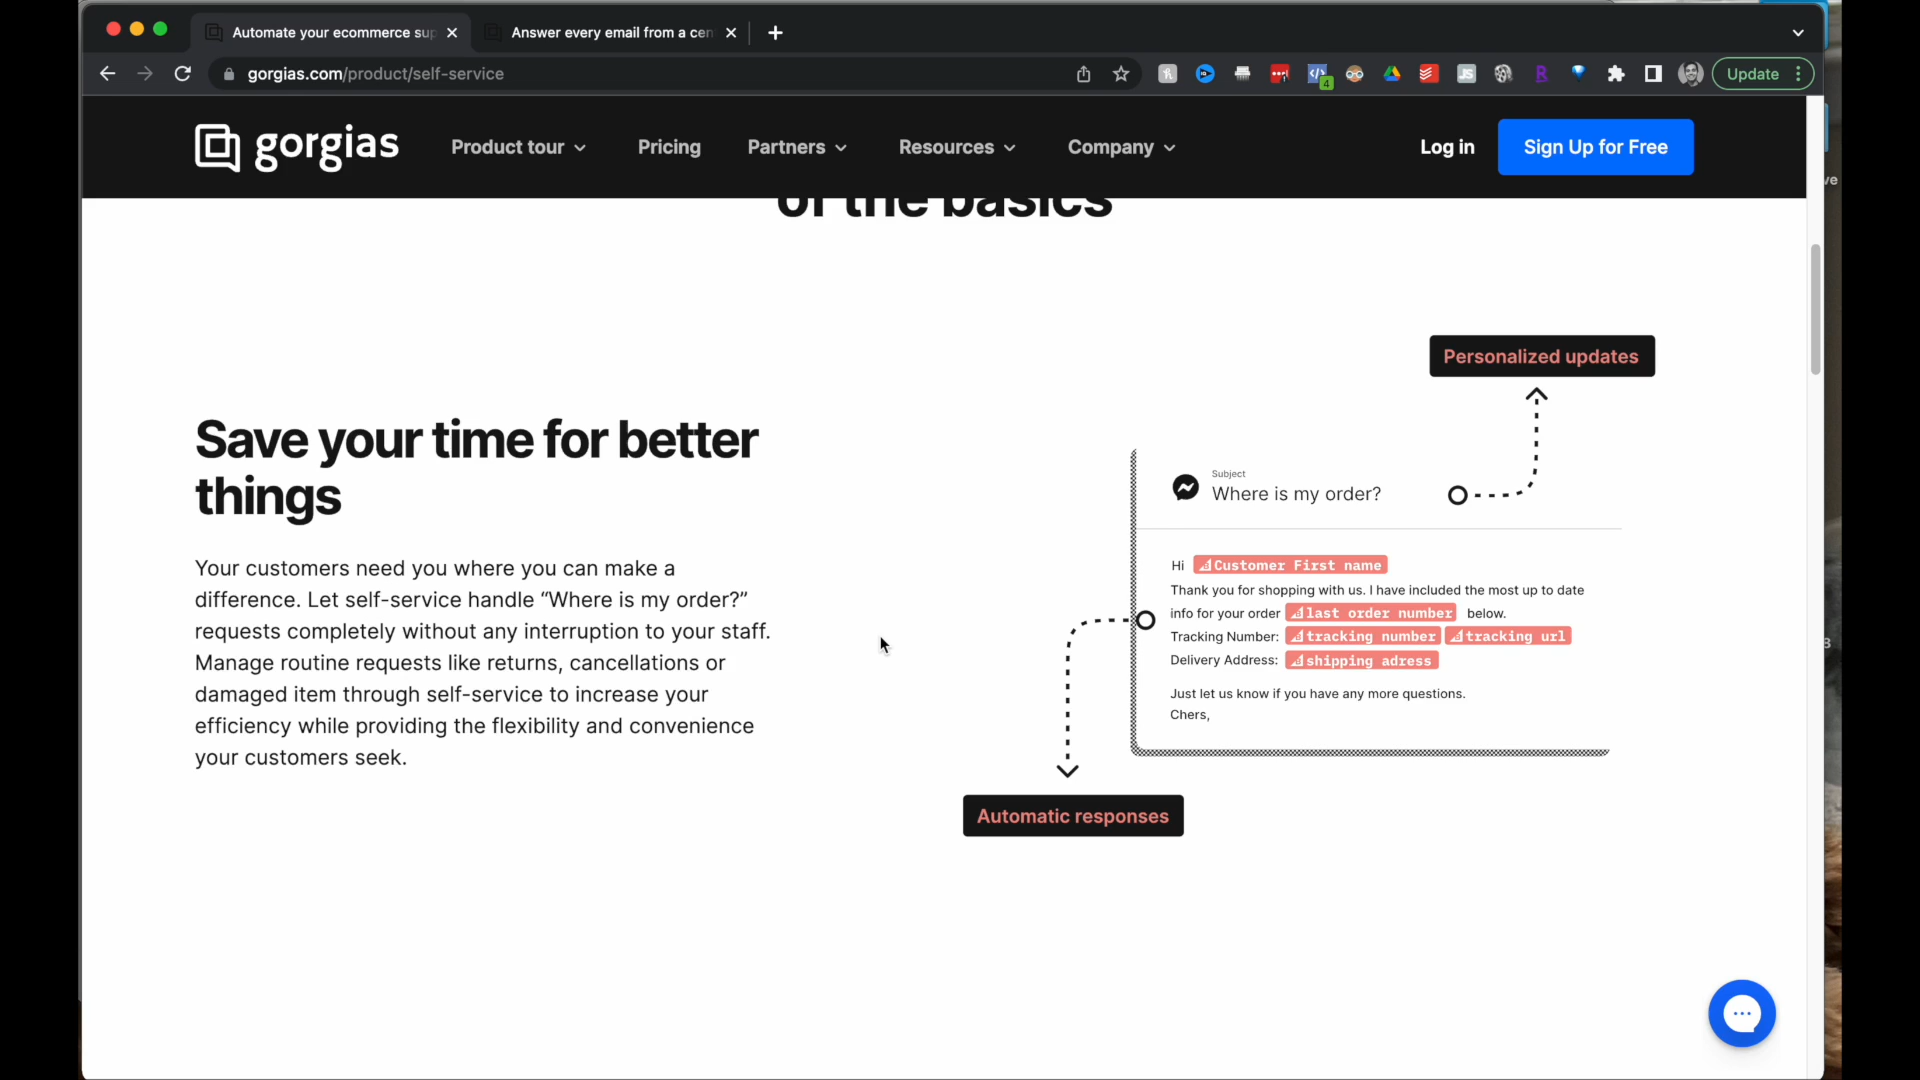 Automate your ecommerce sup
Answer every email from a cen
gorgias.com/product/self-service
4
Update
gorgias
Product tour
Pricing
Partners
Resources
Company
Log in
Sign Up for Free
of the basics
Personalized updates
Save your time for better
things
Subject
Where is my order?
Your customers need you where you can make a
difference. Let self-service handle “Where is my order?”
requests completely without any interruption to your staff.
Manage routine requests like returns, cancellations or
damaged item through self-service to increase your
efficiency while providing the flexibility and convenience
your customers seek.
Hi Customer First name
Thank you for shopping with us. I have included the most up to date
info for your order last order number below.
Tracking Number: tracking number tracking url
Delivery Address: shipping adress
Just let us know if you have any more questions.
Chers,
Automatic responses